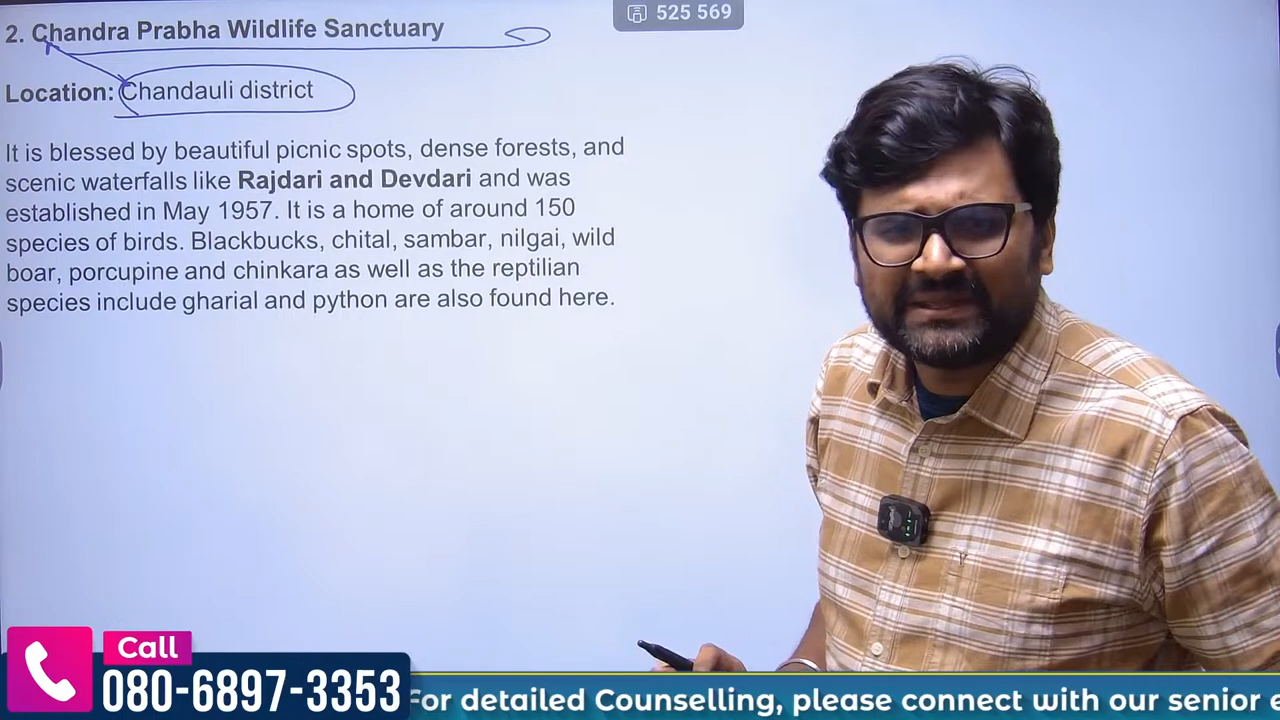 525 569
2. Chandra Prabha Wildlife Sanctuary
Location: Chandauli district
It is blessed by beautiful picnic spots, dense forests, and
scenic waterfalls like Rajdari and Devdari and was
established in May 1957. It is a home of around 150
species of birds. Blackbucks, chital, sambar, nilgai, wild
boar, porcupine and chinkara as well as the reptilian
species include gharial and python are also found here.
Call
080-6897-3353
For detailed Counselling, please connect with our senior e